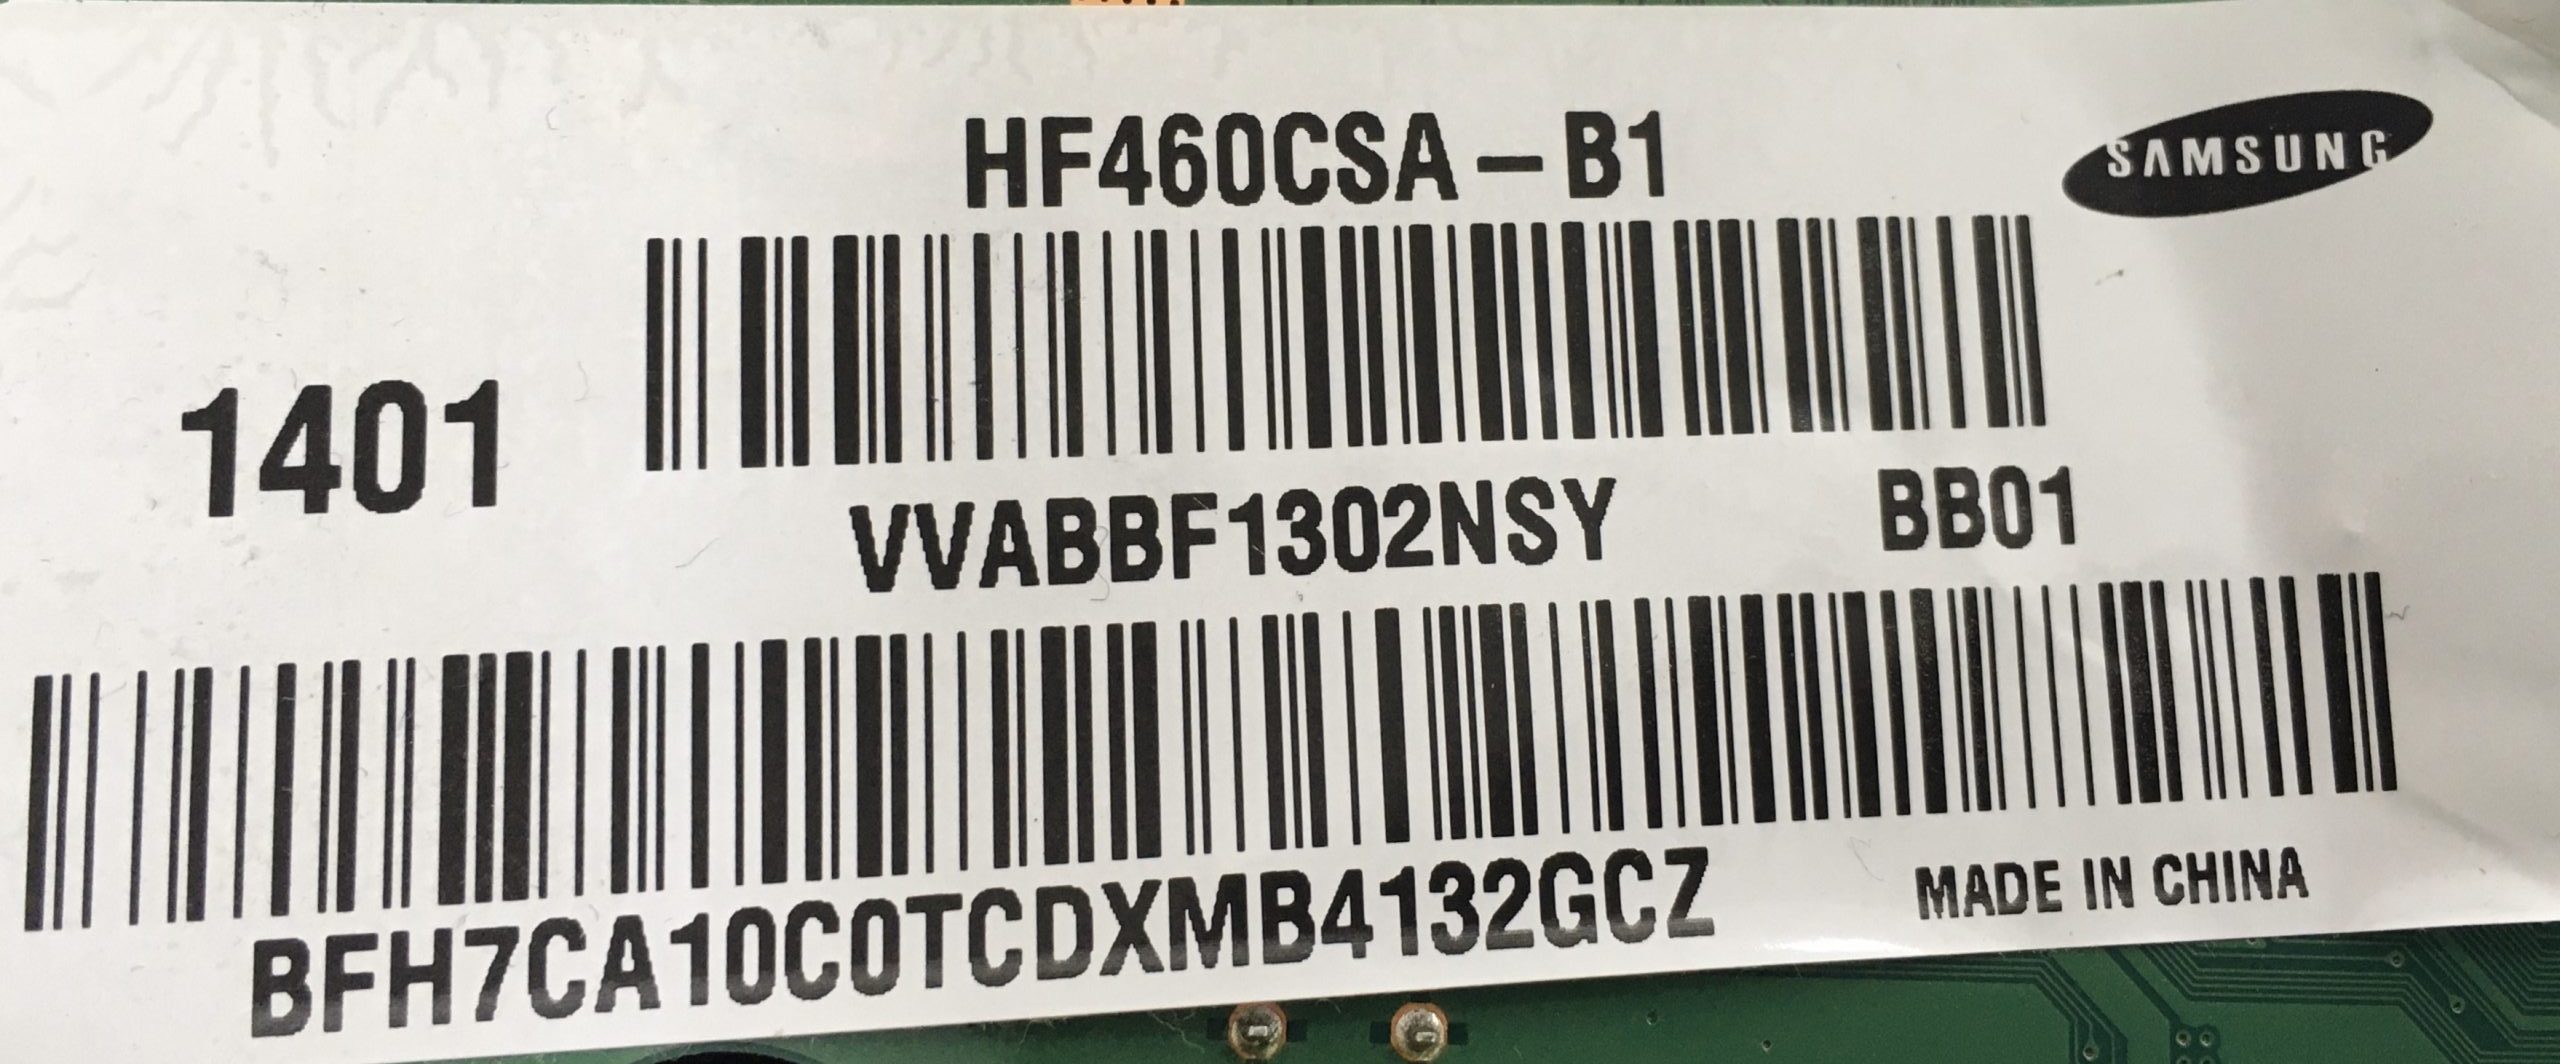 HF460CSA-B1
SAMSUNG
1401
VVABBF1302NSY BB01
BFH7CA10C0TCDXMB4132GCZ
MADE IN CHINA